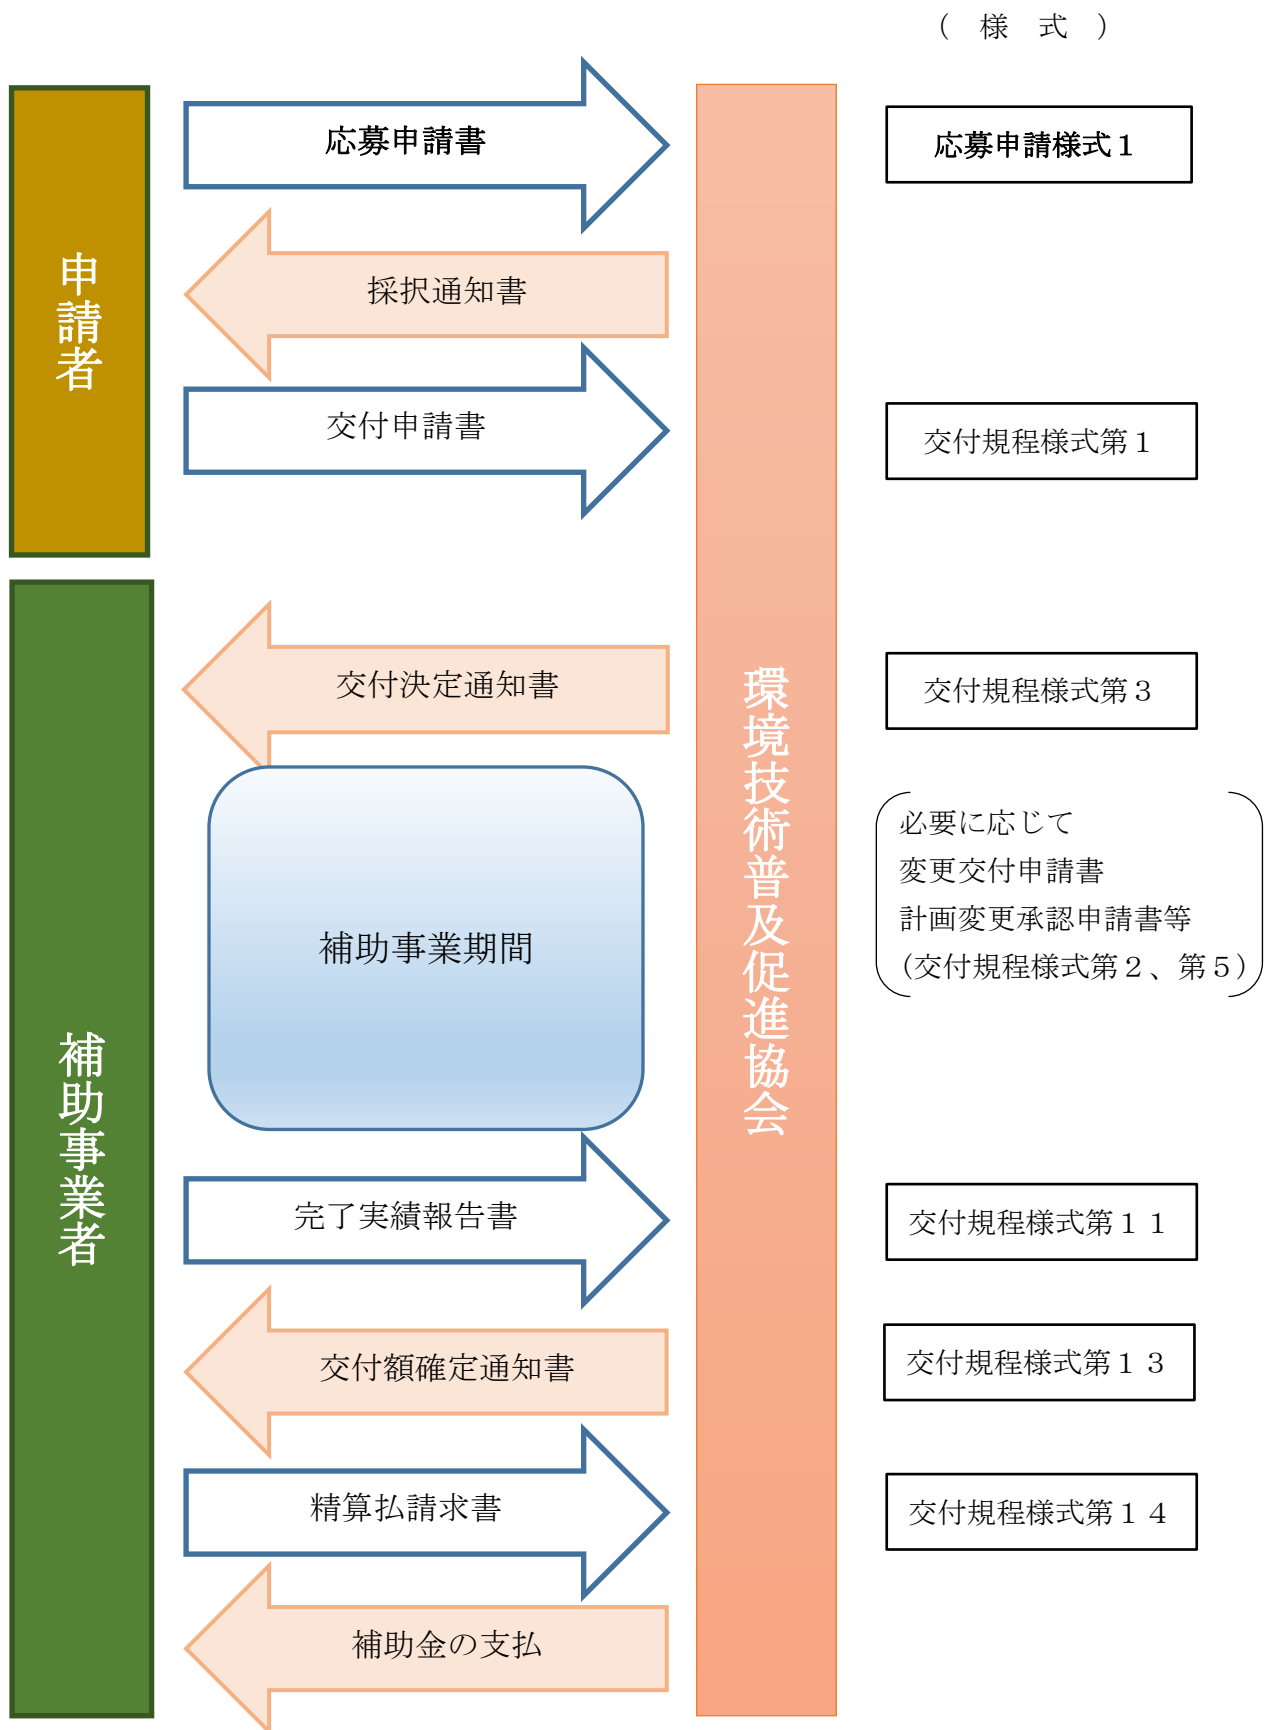 （　様　式　）
申請者
応募申請書
応募申請様式１
採択通知書
交付申請書
交付規程様式第１
環境技術普及促進協会
補助事業者
交付決定通知書
交付規程様式第３
補助事業期間
必要に応じて
変更交付申請書
計画変更承認申請書等
（交付規程様式第２、第５）
完了実績報告書
交付規程様式第１１
交付額確定通知書
交付規程様式第１３
精算払請求書
交付規程様式第１４
補助金の支払